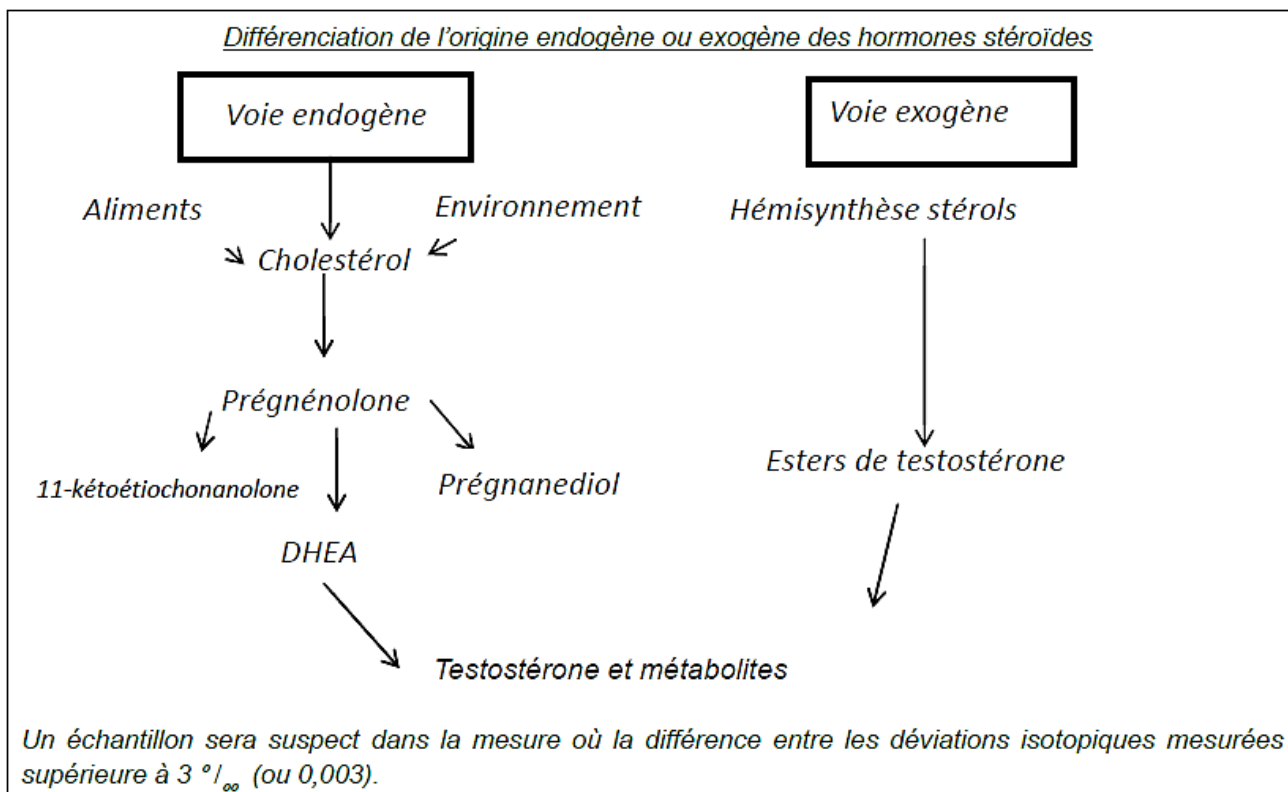 Différenciation de l'origine endogène ou exogène des hormones stéroïdes
Voie endogène
Voie exogène
Aliments
Environnement
Hémisynthèse stérols
Cholestérol
Prégnénolone
Esters de testostérone
11-kétoétiochonanolone
Prégnanediol
DHEA
Testostérone et métabolites
Un échantillon sera suspect dans la mesure où la différence entre les déviations isotopiques mesurées
supérieure à 3 °/∞ (ou 0,003).